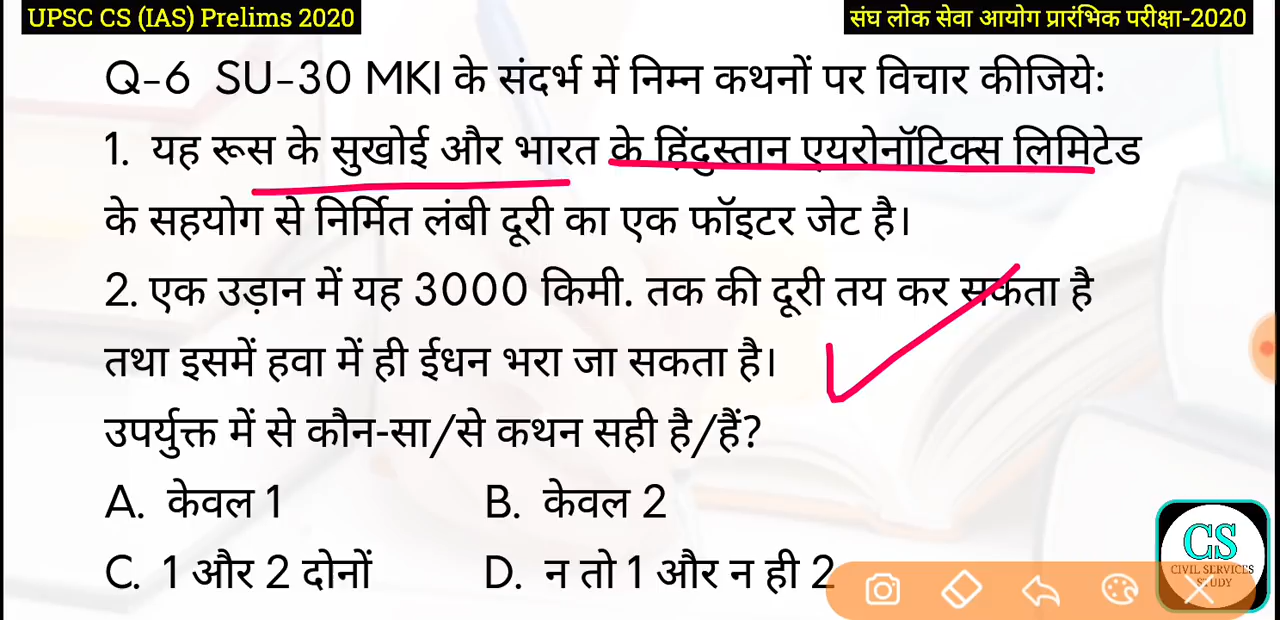 UPSC CS (IAS) Prelims 2020
संघ लोक सेवा आयोग प्रारंभिक परीक्षा-2020
Q-6 SU-30 MKI के संदर्भ में निम्न कथनों पर विचार कीजिये:
1. यह रूस के सुखोई और भारत के हिंदुस्तान एयरोनॉटिक्स लिमिटेड
के सहयोग से निर्मित लंबी दूरी का एक फॉइटर जेट है।
2. एक उड़ान में यह 3000 किमी. तक की दूरी तय कर सकता है
तथा इसमें हवा में ही ईधन भरा जा सकता है।
उपर्युक्त में से कौन-सा/से कथन सही है/हैं?
A. केवल 1 B. केवल 2
C. 1 और 2 दोनों D. न तो 1 और न ही 2
CS
CIVIL SERVICES
STUDY